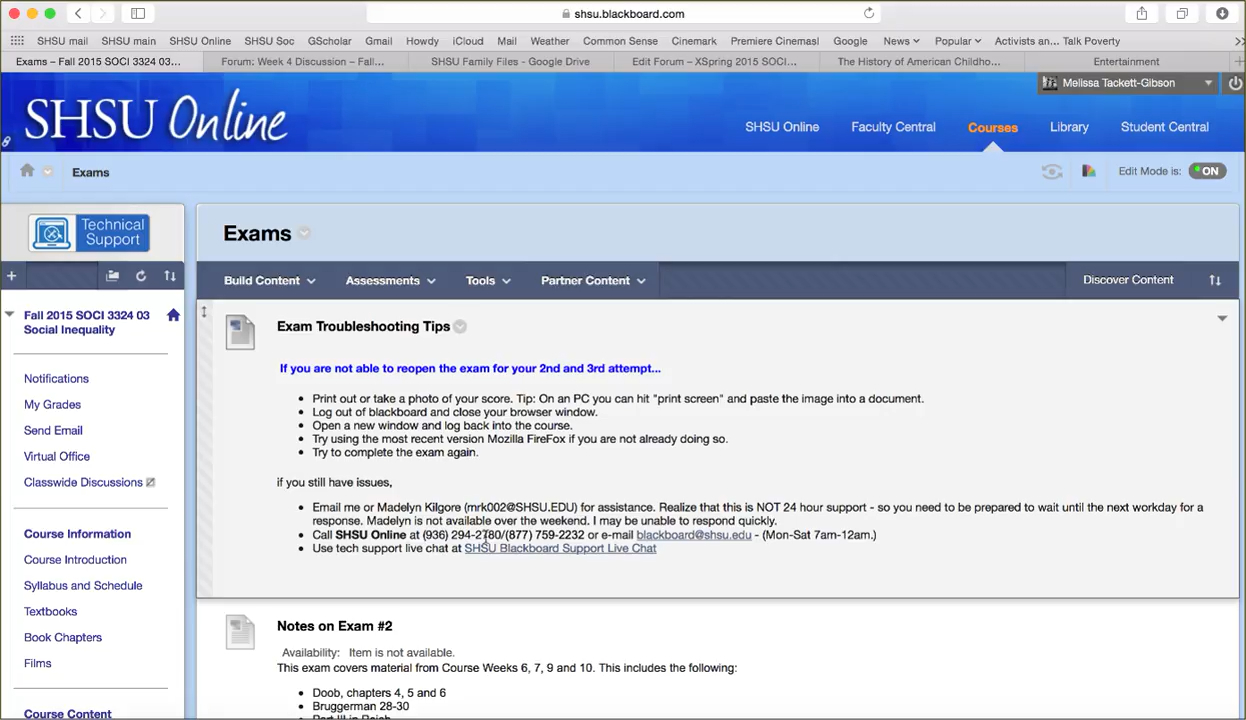 shsu.blackboard.com
SHSU mail SHSU main SHSU Online SHSU Soc GScholar Gmail Howdy iCloud Mail Weather Common Sense Cinemark Premiere Cinemas| Google News Popular Activists an... Talk Poverty
Exams – Fall 2015 SOCI 3324 03... Forum: Week 4 Discussion – Fall... SHSU Family Files - Google Drive Edit Forum – XSpring 2015 SOCI... The History of American Childho... Entertainment
Melissa Tackett-Gibson
SHSU Online
SHSU Online Faculty Central Courses Library Student Central
Exams
Edit Mode is: ON
Technical
Support
Exams
Build Content Assessments Tools Partner Content Discover Content
Fall 2015 SOCI 3324 03
Social Inequality
Notifications
My Grades
Send Email
Virtual Office
Classwide Discussions
Course Information
Course Introduction
Syllabus and Schedule
Textbooks
Book Chapters
Films
Course Content
Exam Troubleshooting Tips
If you are not able to reopen the exam for your 2nd and 3rd attempt...
• Print out or take a photo of your score. Tip: On an PC you can hit "print screen" and paste the image into a document.
• Log out of blackboard and close your browser window.
• Open a new window and log back into the course.
• Try using the most recent version Mozilla FireFox if you are not already doing so.
• Try to complete the exam again.
if you still have issues,
• Email me or Madelyn Kilgore (mrk002@SHSU.EDU) for assistance. Realize that this is NOT 24 hour support - so you need to be prepared to wait until the next workday for a
response. Madelyn is not available over the weekend. I may be unable to respond quickly.
• Call SHSU Online at (936) 294-2780/(877) 759-2232 or e-mail blackboard@shsu.edu - (Mon-Sat 7am-12am.)
• Use tech support live chat at SHSU Blackboard Support Live Chat
Notes on Exam #2
Availability: Item is not available.
This exam covers material from Course Weeks 6, 7, 9 and 10. This includes the following:
• Doob, chapters 4, 5 and 6
• Bruggerman 28-30
• Part III in Reich